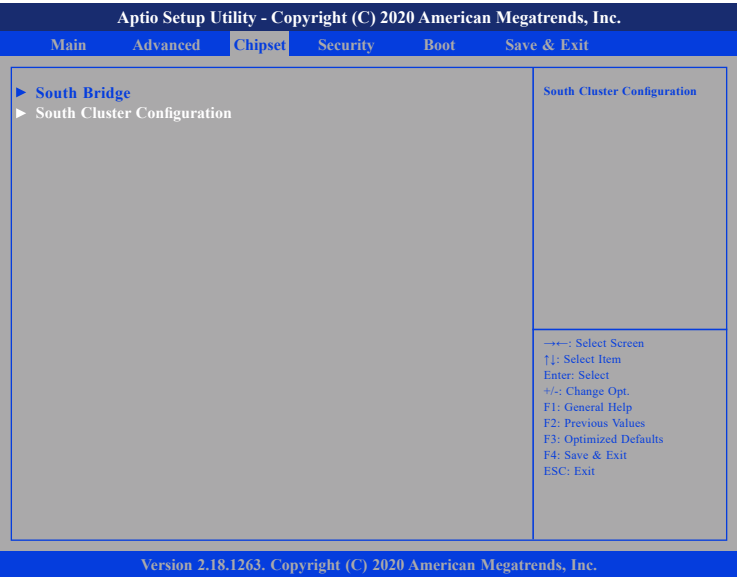 Aptio Setup Utility - Copyright (C) 2020 American Megatrends, Inc.
Main Advanced Chipset Security Boot Save & Exit
► South Bridge
► South Cluster Configuration
South Cluster Configuration
→←: Select Screen
↑↓: Select Item
Enter: Select
+/-: Change Opt.
F1: General Help
F2: Previous Values
F3: Optimized Defaults
F4: Save & Exit
ESC: Exit
Version 2.18.1263. Copyright (C) 2020 American Megatrends, Inc.